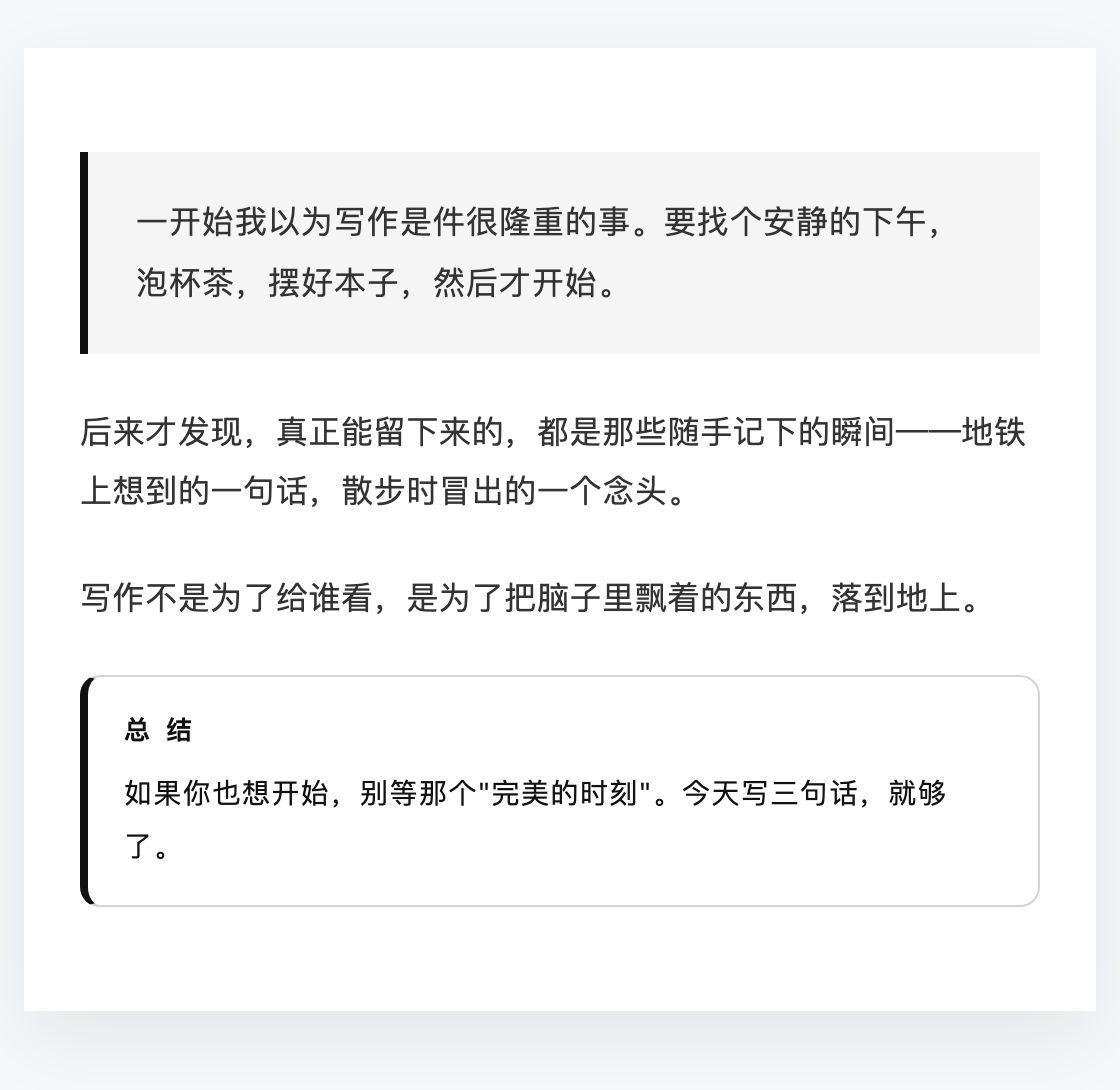 一开始我以为写作是件很隆重的事。要找个安静的下午，
泡杯茶，摆好本子，然后才开始。
后来才发现，真正能留下来的，都是那些随手记下的瞬间——地铁
上想到的一句话，散步时冒出的一个念头。
写作不是为了给谁看，是为了把脑子里飘着的东西，落到地上。
总 结
如果你也想开始，别等那个"完美的时刻"。今天写三句话，就够
了。